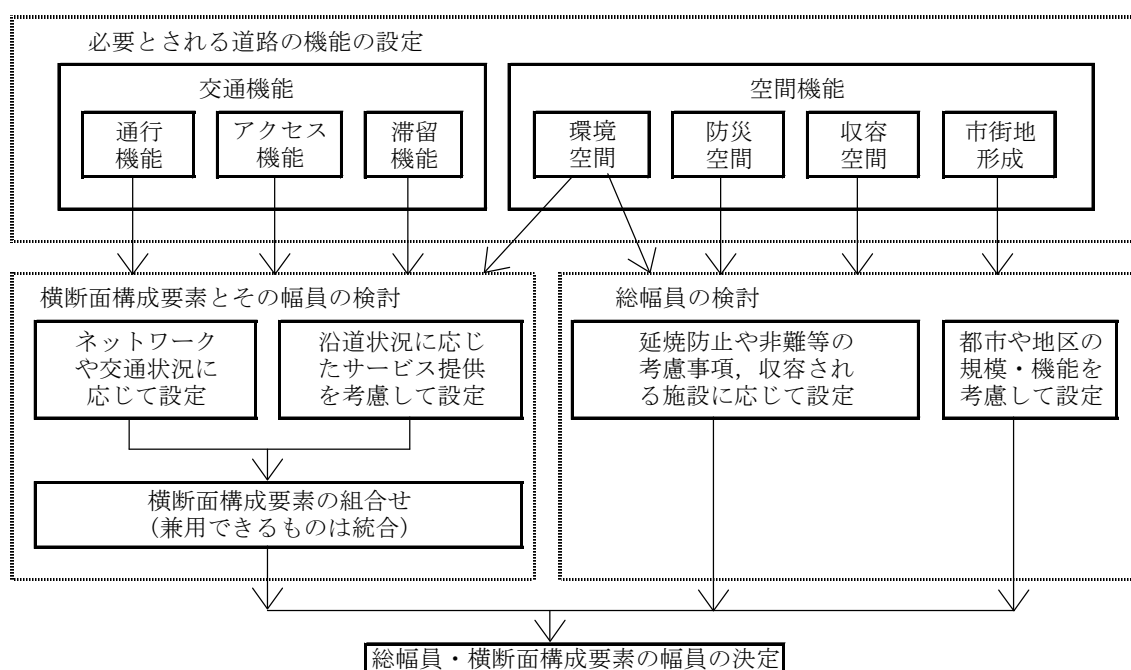 必要とされる道路の機能の設定
交通機能
通行
機能
アクセス
機能
滞留
機能
空間機能
環境
空間
防災
空間
収容
空間
市街地
形成
横断面構成要素とその幅員の検討
ネットワーク
や交通状況に
応じて設定
沿道状況に応じ
たサービス提供
を考慮して設定
横断面構成要素の組合せ
（兼用できるものは統合）
総幅員の検討
延焼防止や非難等の
考慮事項，収容され
る施設に応じて設定
都市や地区の
規模・機能を
考慮して設定
総幅員・横断面構成要素の幅員の決定